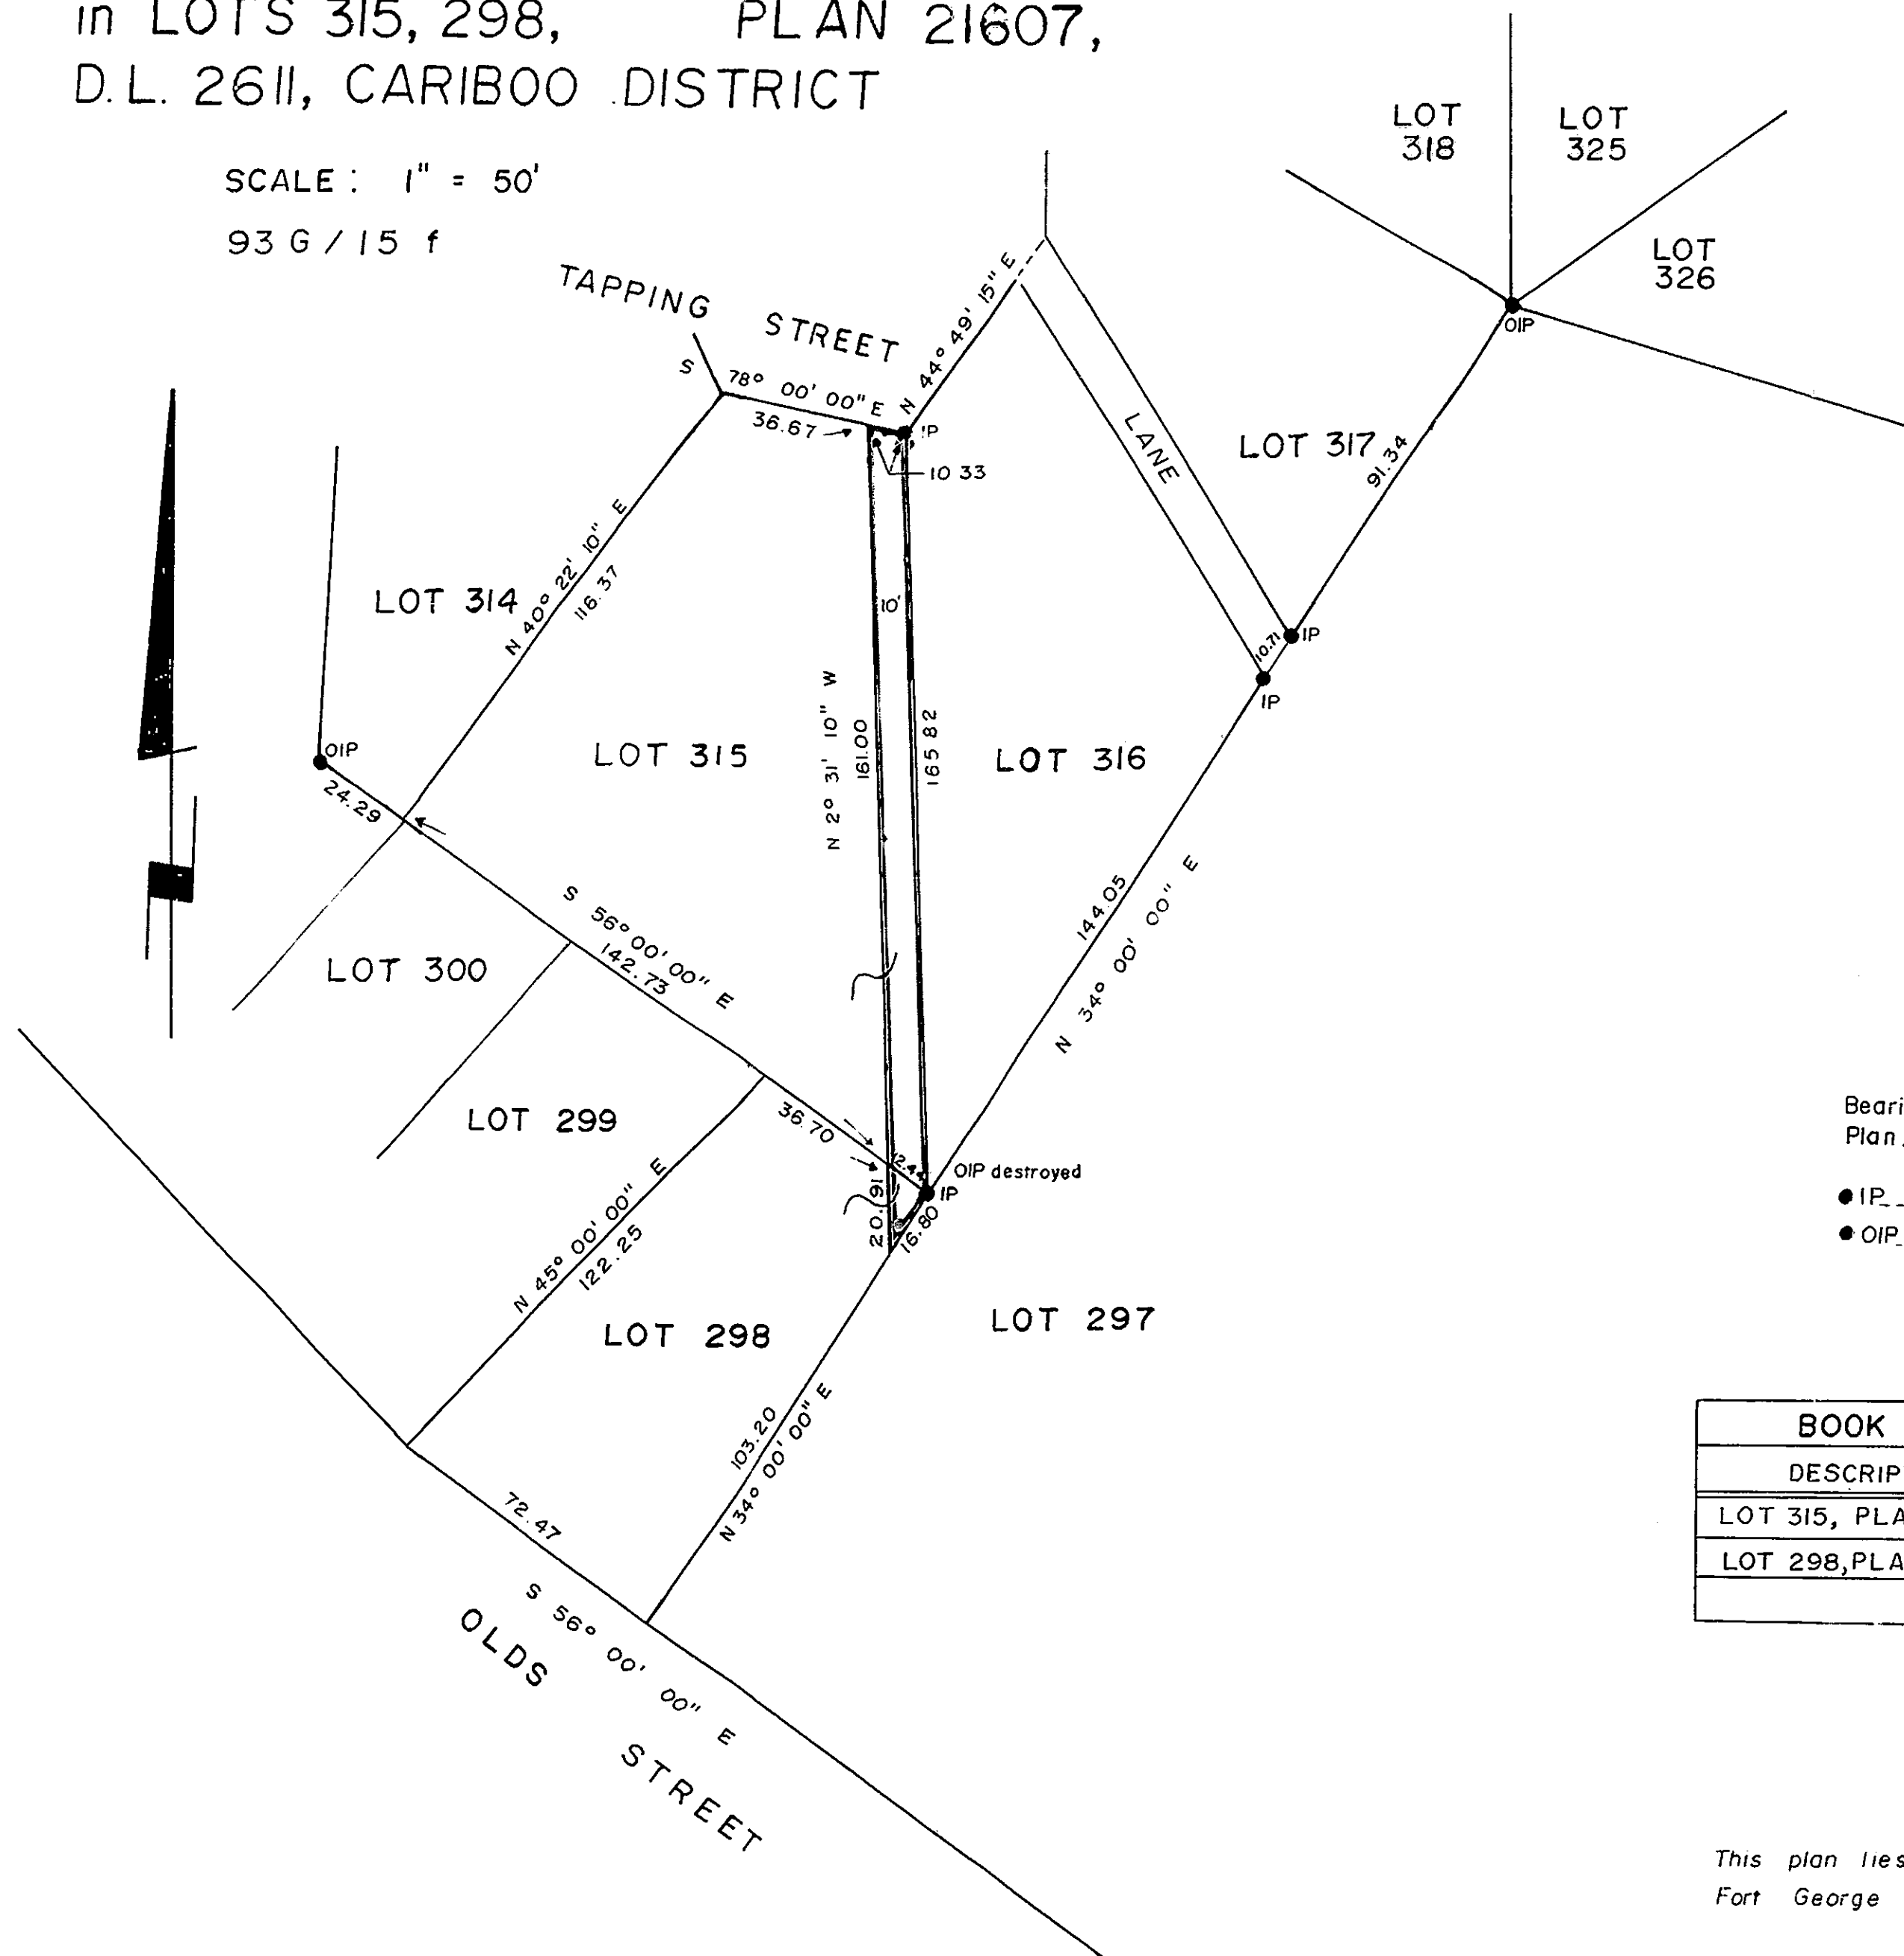 in LOTS 315, 298, PLAN 21607,
D.L. 2611, CARIBOO DISTRICT
SCALE : 1" = 50'
93 G / 15 f
LOT
318
LOT
325
LOT
326
OIP
TAPPING STREET
S 78° 00' 00" E
36.67
IP
10 33
N 44° 49' 15" E
LANE
LOT 317
91.34
10.71
IP
IP
LOT 314
N 40° 22' 10" E
116.37
10'
OIP
24.29
LOT 315
N 2° 31' 10" W
161.00
165 82
LOT 316
144.05
N 34° 00' 00" E
LOT 300
S 56° 00' 00" E
142.73
LOT 299
36.70
OIP destroyed
IP
20.91
16.80
N 45° 00' 00" E
122.25
LOT 298
LOT 297
103.20
N 34° 00' 00" E
72.47
S 56° 00' 00" E
OLDS STREET
Beari
Plan
IP
OIP
BOOK
DESCRIP
LOT 315, PLA
LOT 298, PLA
This plan lies
Fort George